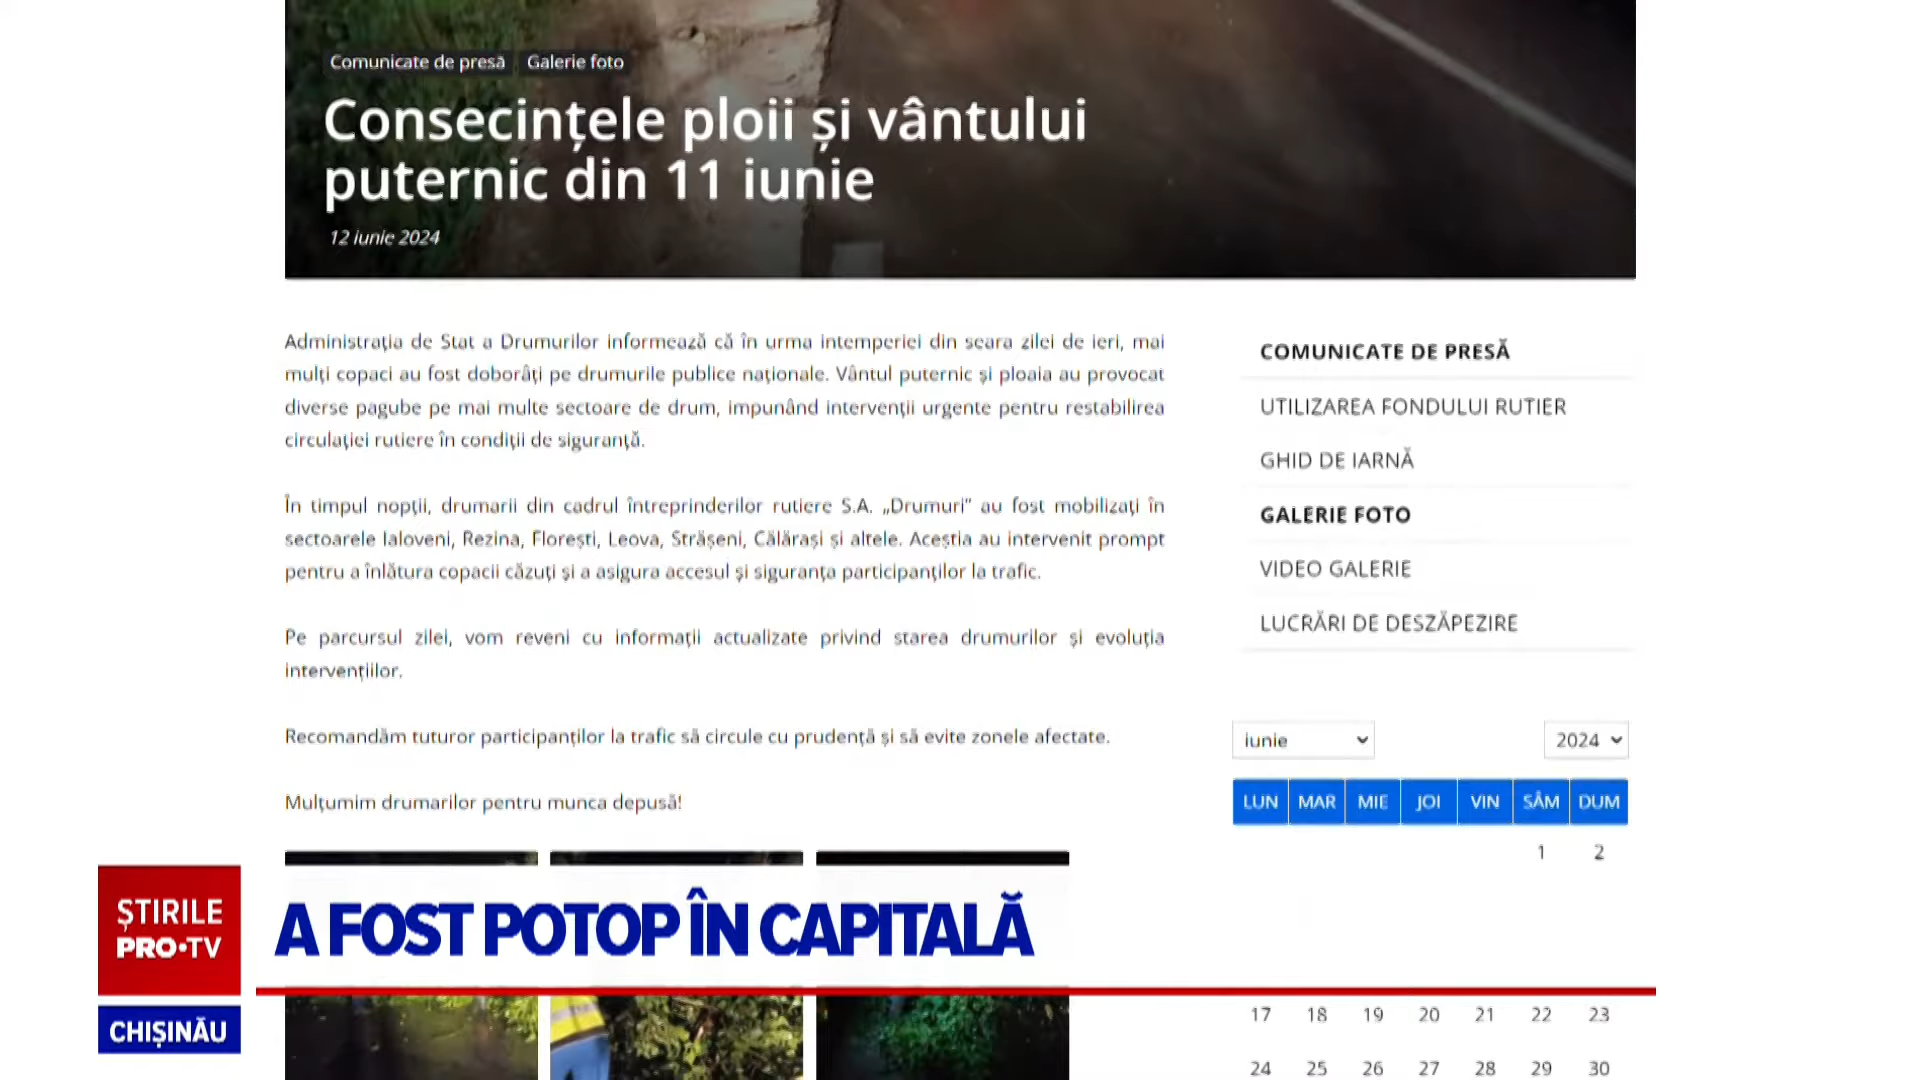 Comunicate de presă
Galerie foto
Consecințele ploii și vântului
puternic din 11 iunie
12 iunie 2024
Administrația de Stat a Drumurilor informează că în urma intemperiei din seara zilei de ieri, mai
mulți copaci au fost doborâți pe drumurile publice naționale. Vântul puternic și ploaia au provocat
diverse pagube pe mai multe sectoare de drum, impunând intervenții urgente pentru restabilirea
circulației rutiere în condiții de siguranță.
În timpul nopții, drumarii din cadrul întreprinderilor rutiere S.A. „Drumuri” au fost mobilizați în
sectoarele Ialoveni, Rezina, Florești, Leova, Strășeni, Călărași și altele. Aceștia au intervenit prompt
pentru a înlătura copacii căzuți și a asigura accesul și siguranța participanților la trafic.
Pe parcursul zilei, vom reveni cu informații actualizate privind starea drumurilor și evoluția
intervențiilor.
Recomandăm tuturor participanților la trafic să circule cu prudență și să evite zonele afectate.
Mulțumim drumarilor pentru munca depusă!
COMUNICATE DE PRESĂ
UTILIZAREA FONDULUI RUTIER
GHID DE IARNĂ
GALERIE FOTO
VIDEO GALERIE
LUCRĂRI DE DESZĂPEZIRE
iunie 2024
LUN MAR MIE JOI VIN SÂM DUM
1 2
17 18 19 20 21 22 23
24 25 26 27 28 29 30
ȘTIRILE
PRO•TV
CHIȘINĂU
A FOST POTOP ÎN CAPITALĂ